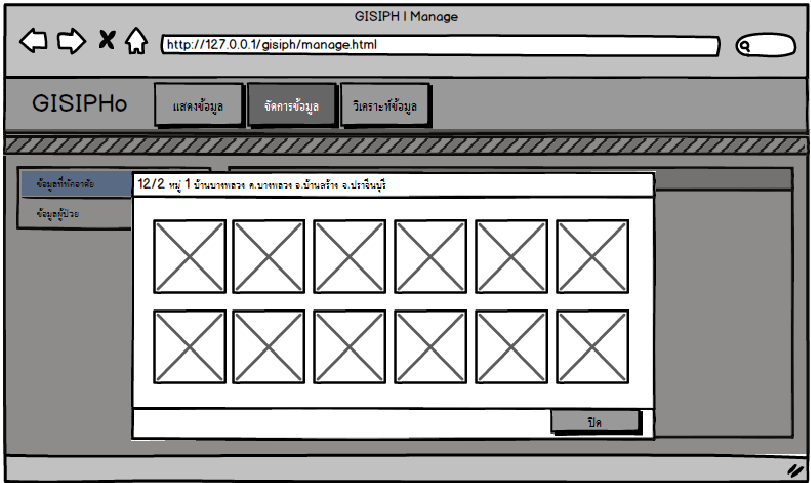 GISIPH | Manage
http://127.0.0.1/gisiph/manage.html
GISIPHo
แสดงข้อมูล
จัดการข้อมูล
วิเคราะห์ข้อมูล
ข้อมูลที่พักอาศัย
ข้อมูลผู้ป่วย
12/2 หมู่ 1 บ้านบางหลวง ต.บางหลวง อ.บ้านสร้าง จ.ปราจีนบุรี
ปิด